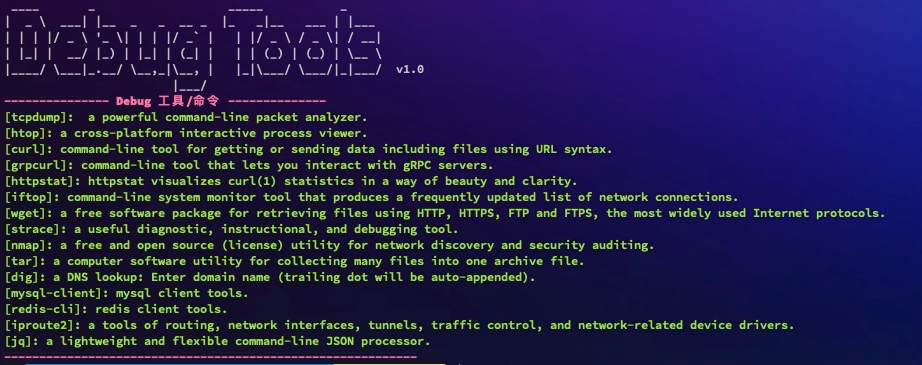 Debug Tools v1.0
--------------- Debug 工具/命令 --------------
[tcpdump]:  a powerful command-line packet analyzer.
[htop]: a cross-platform interactive process viewer.
[curl]: command-line tool for getting or sending data including files using URL syntax.
[grpcurl]: command-line tool that lets you interact with gRPC servers.
[httpstat]: httpstat visualizes curl(1) statistics in a way of beauty and clarity.
[iftop]: command-line system monitor tool that produces a frequently updated list of network connections.
[wget]: a free software package for retrieving files using HTTP, HTTPS, FTP and FTPS, the most widely used Internet protocols.
[strace]: a useful diagnostic, instructional, and debugging tool.
[nmap]: a free and open source (license) utility for network discovery and security auditing.
[tar]: a computer software utility for collecting many files into one archive file.
[dig]: a DNS lookup: Enter domain name (trailing dot will be auto-appended).
[mysql-client]: mysql client tools.
[redis-cli]: redis client tools.
[iproute2]: a tools of routing, network interfaces, tunnels, traffic control, and network-related device drivers.
[jq]: a lightweight and flexible command-line JSON processor.
-----------------------------------------------------------